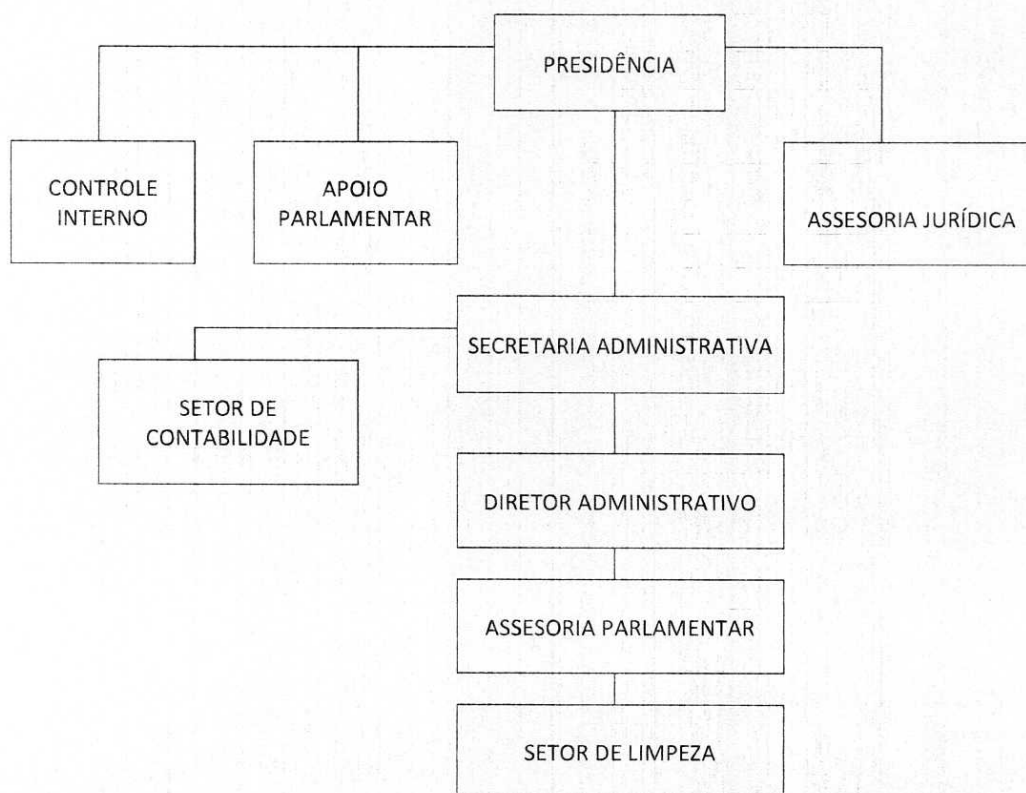 PRESIDÊNCIA
CONTROLE
INTERNO
APOIO
PARLAMENTAR
ASSESORIA JURÍDICA
SECRETARIA ADMINISTRATIVA
SETOR DE
CONTABILIDADE
DIRETOR ADMINISTRATIVO
ASSESORIA PARLAMENTAR
SETOR DE LIMPEZA